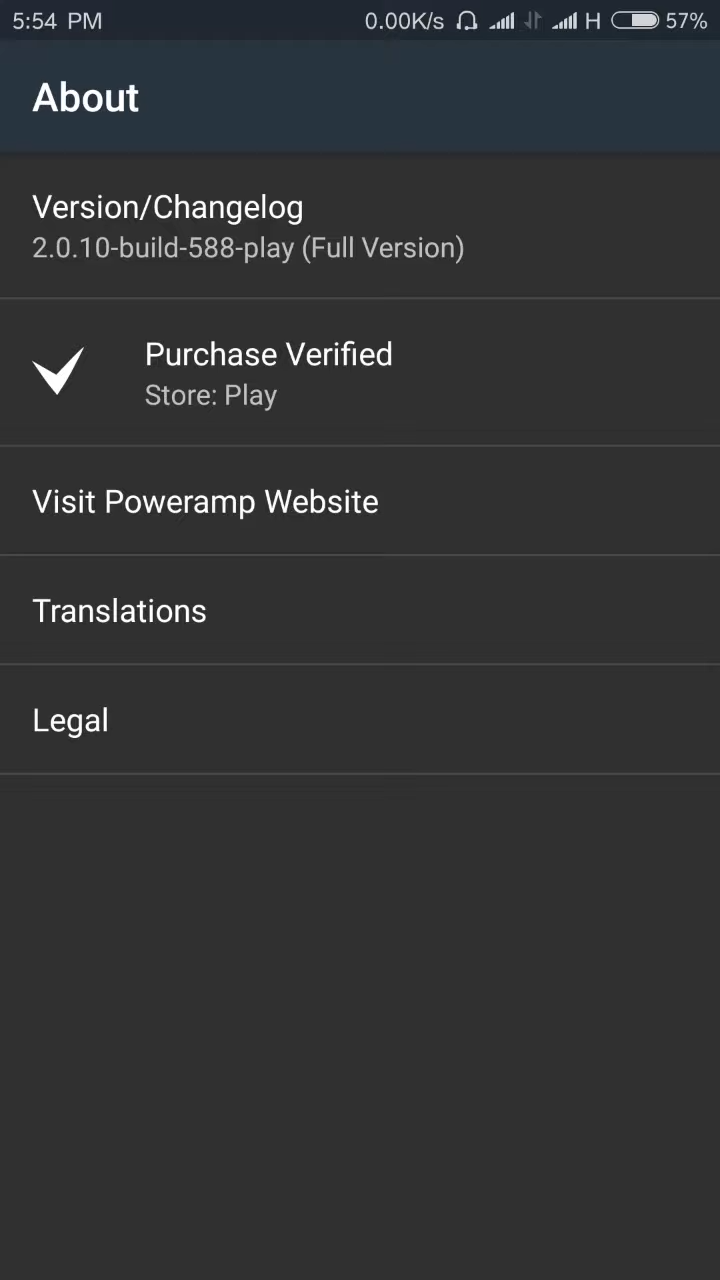 5:54 PM 0.00K/s H 57%
About
Version/Changelog
2.0.10-build-588-play (Full Version)
Purchase Verified
Store: Play
Visit Poweramp Website
Translations
Legal